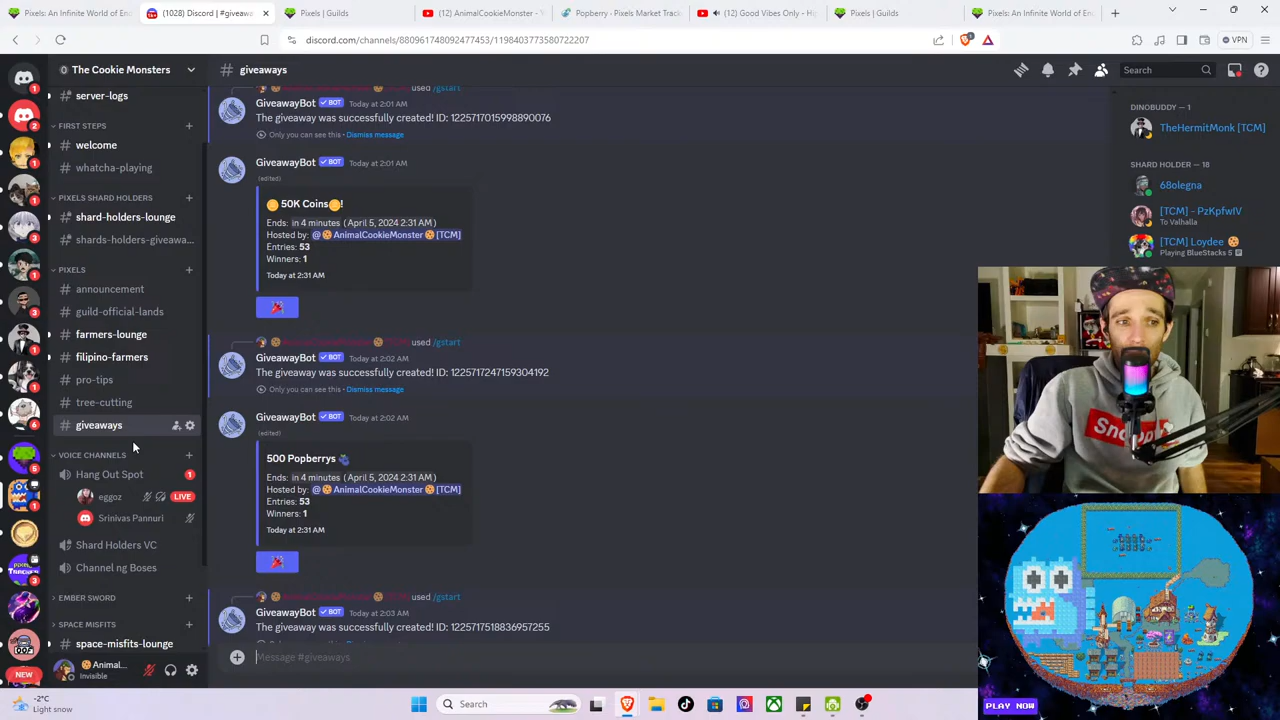 (1028) Discord | #giveaw
Pixels | Guilds
(12) AnimalCookieMonster - 
Popberry - Pixels Market Track
(12) Good Vibes Only - Hi
Pixels | Guilds
Pixels: An Infinite World of En
discord.com/channels/880961748092477453/1198403773580722207
VPN
The Cookie Monsters
giveaways
Search
server-logs
FIRST STEPS
welcome
whatcha-playing
PIXELS SHARD HOLDERS
shard-holders-lounge
shards-holders-giveawa...
PIXELS
announcement
guild-official-lands
farmers-lounge
filipino-farmers
pro-tips
tree-cutting
giveaways
VOICE CHANNELS
Hang Out Spot 1
eggoz LIVE
Srinivas Pannuri
Shard Holders VC
Channel ng Boses
EMBER SWORD
SPACE MISFITS
space-misfits-lounge
NEW
Animal...
Invisible
used /gstart
GiveawayBot ✓ BOT Today at 2:01 AM
The giveaway was successfully created! ID: 1225717015998890076
Only you can see this • Dismiss message
GiveawayBot ✓ BOT Today at 2:01 AM
(edited)
50K Coins!
Ends: in 4 minutes (April 5, 2024 2:31 AM)
Hosted by: @AnimalCookieMonster[TCM]
Entries: 53
Winners: 1
Today at 2:31 AM
used /gstart
GiveawayBot ✓ BOT Today at 2:02 AM
The giveaway was successfully created! ID: 1225717247159304192
Only you can see this • Dismiss message
GiveawayBot ✓ BOT Today at 2:02 AM
(edited)
500 Popberrys
Ends: in 4 minutes (April 5, 2024 2:31 AM)
Hosted by: @AnimalCookieMonster[TCM]
Entries: 53
Winners: 1
Today at 2:31 AM
used /gstart
GiveawayBot ✓ BOT Today at 2:03 AM
The giveaway was successfully created! ID: 1225717518836957255
Message #giveaways
DINOBUDDY — 1
TheHermitMonk [TCM]
SHARD HOLDER — 18
68olegna
[TCM] - PzKpfwIV
To Valhalla
[TCM] Loydee
Playing BlueStacks 5
PLAY NOW
-2°C
Light snow
Search